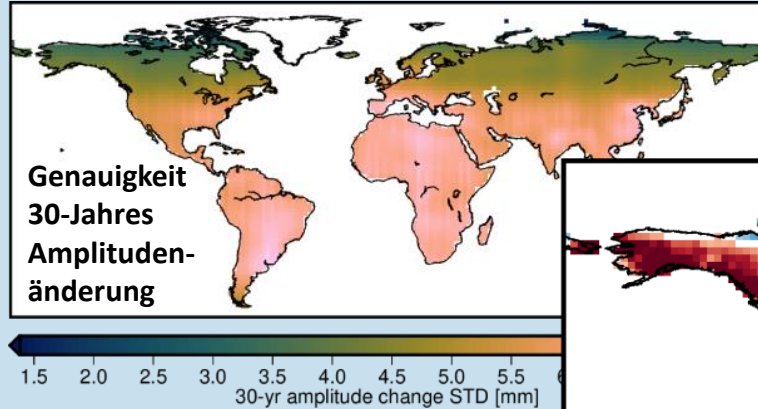 Genauigkeit
30-Jahres
Amplituden-
änderung
1.5 2.0 2.5 3.0 3.5 4.0 4.5 5.0 5.5
30-yr amplitude change STD [mm]